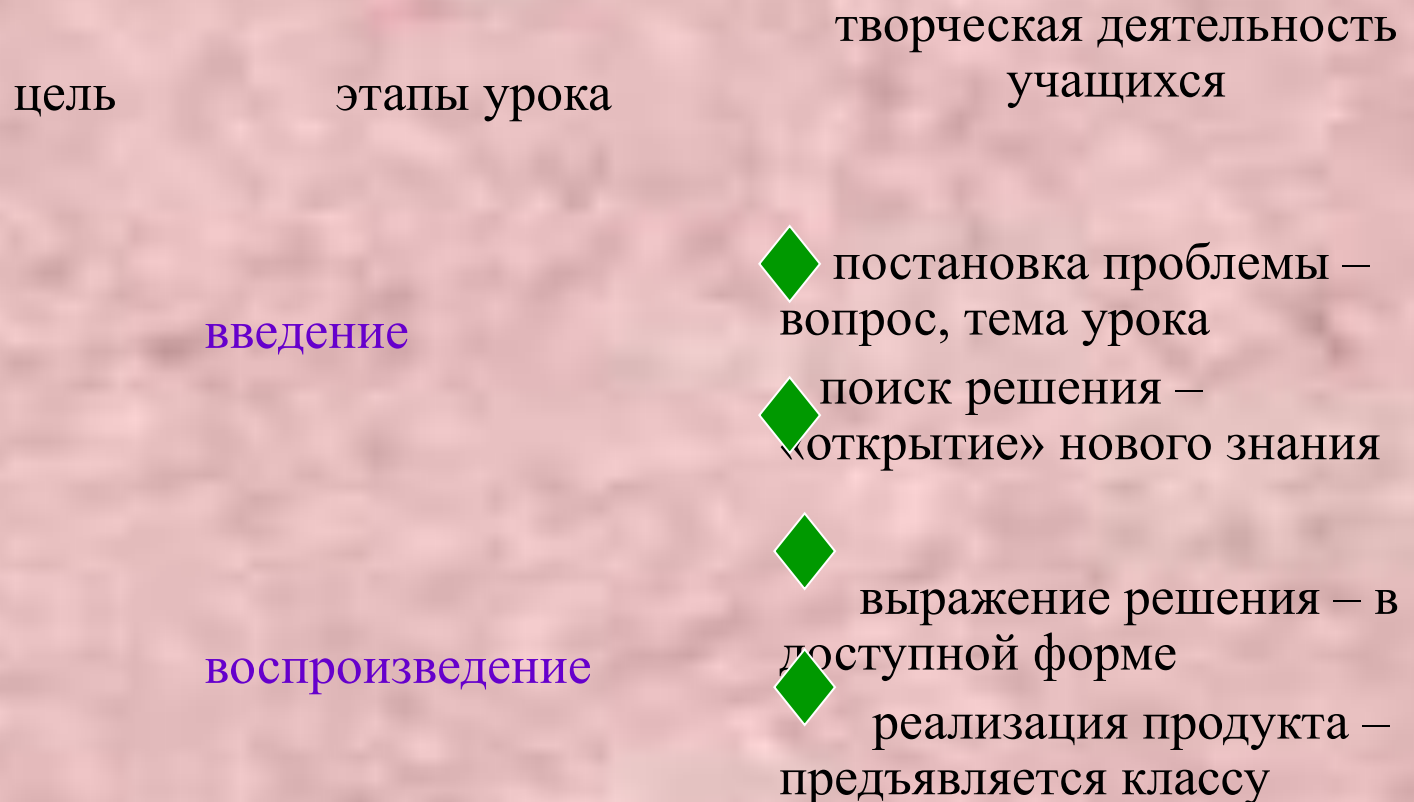 творческая деятельность
учащихся
цель
этапы урока
постановка проблемы –
вопрос, тема урока
введение
поиск решения –
«открытие» нового знания
выражение решения – в
доступной форме
воспроизведение
реализация продукта –
предъявляется классу